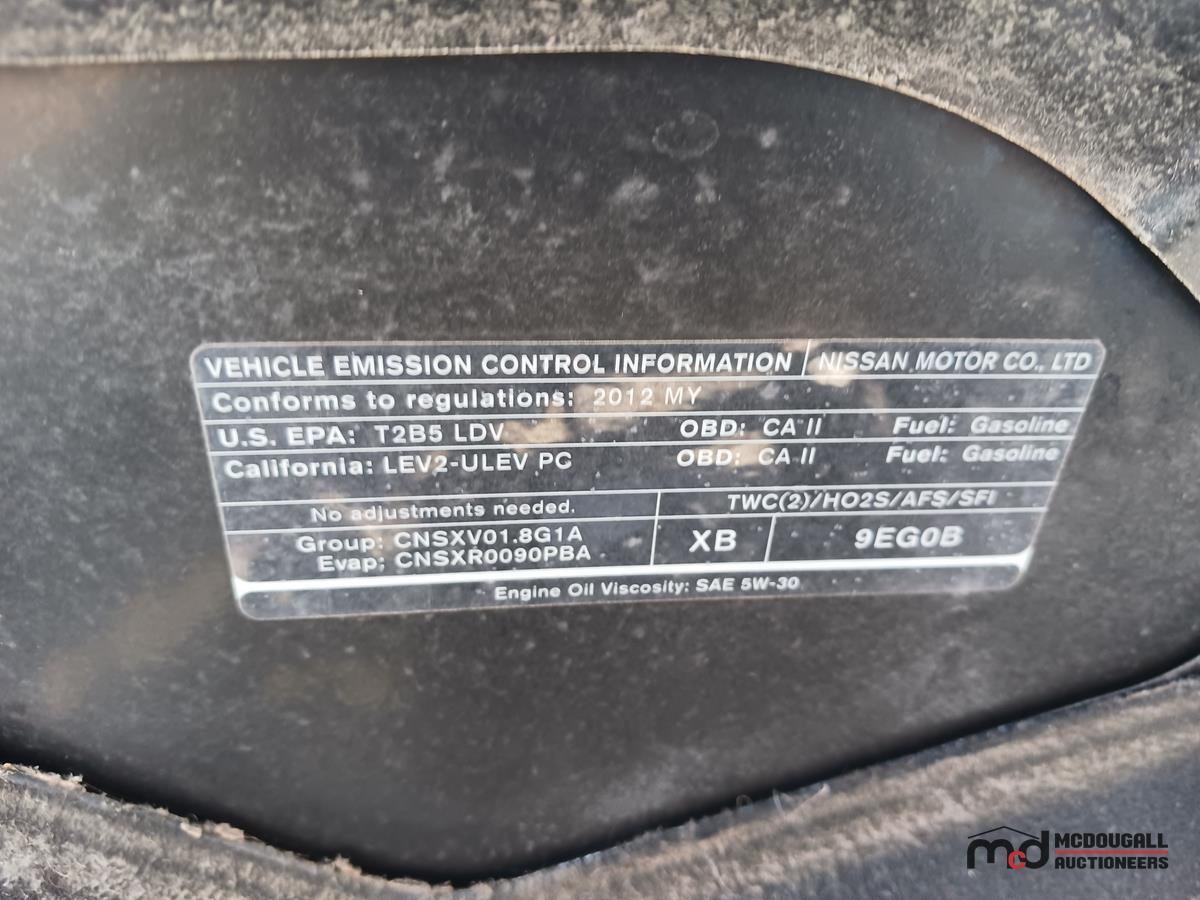 VEHICLE EMISSION CONTROL INFORMATION NISSAN MOTOR CO., LTD
Conforms to regulations: 2012 MY
U.S. EPA: T2B5 LDV OBD: CA II Fuel: Gasoline
California: LEV2-ULEV PC OBD: CA II Fuel: Gasoline
No adjustments needed. TWC(2)/HO2S/AFS/SFI
Group: CNSXV01.8G1A XB 9EG0B
Evap: CNSXR0090PBA
Engine Oil Viscosity: SAE 5W-30
mcd MCDOUGALL
AUCTIONEERS